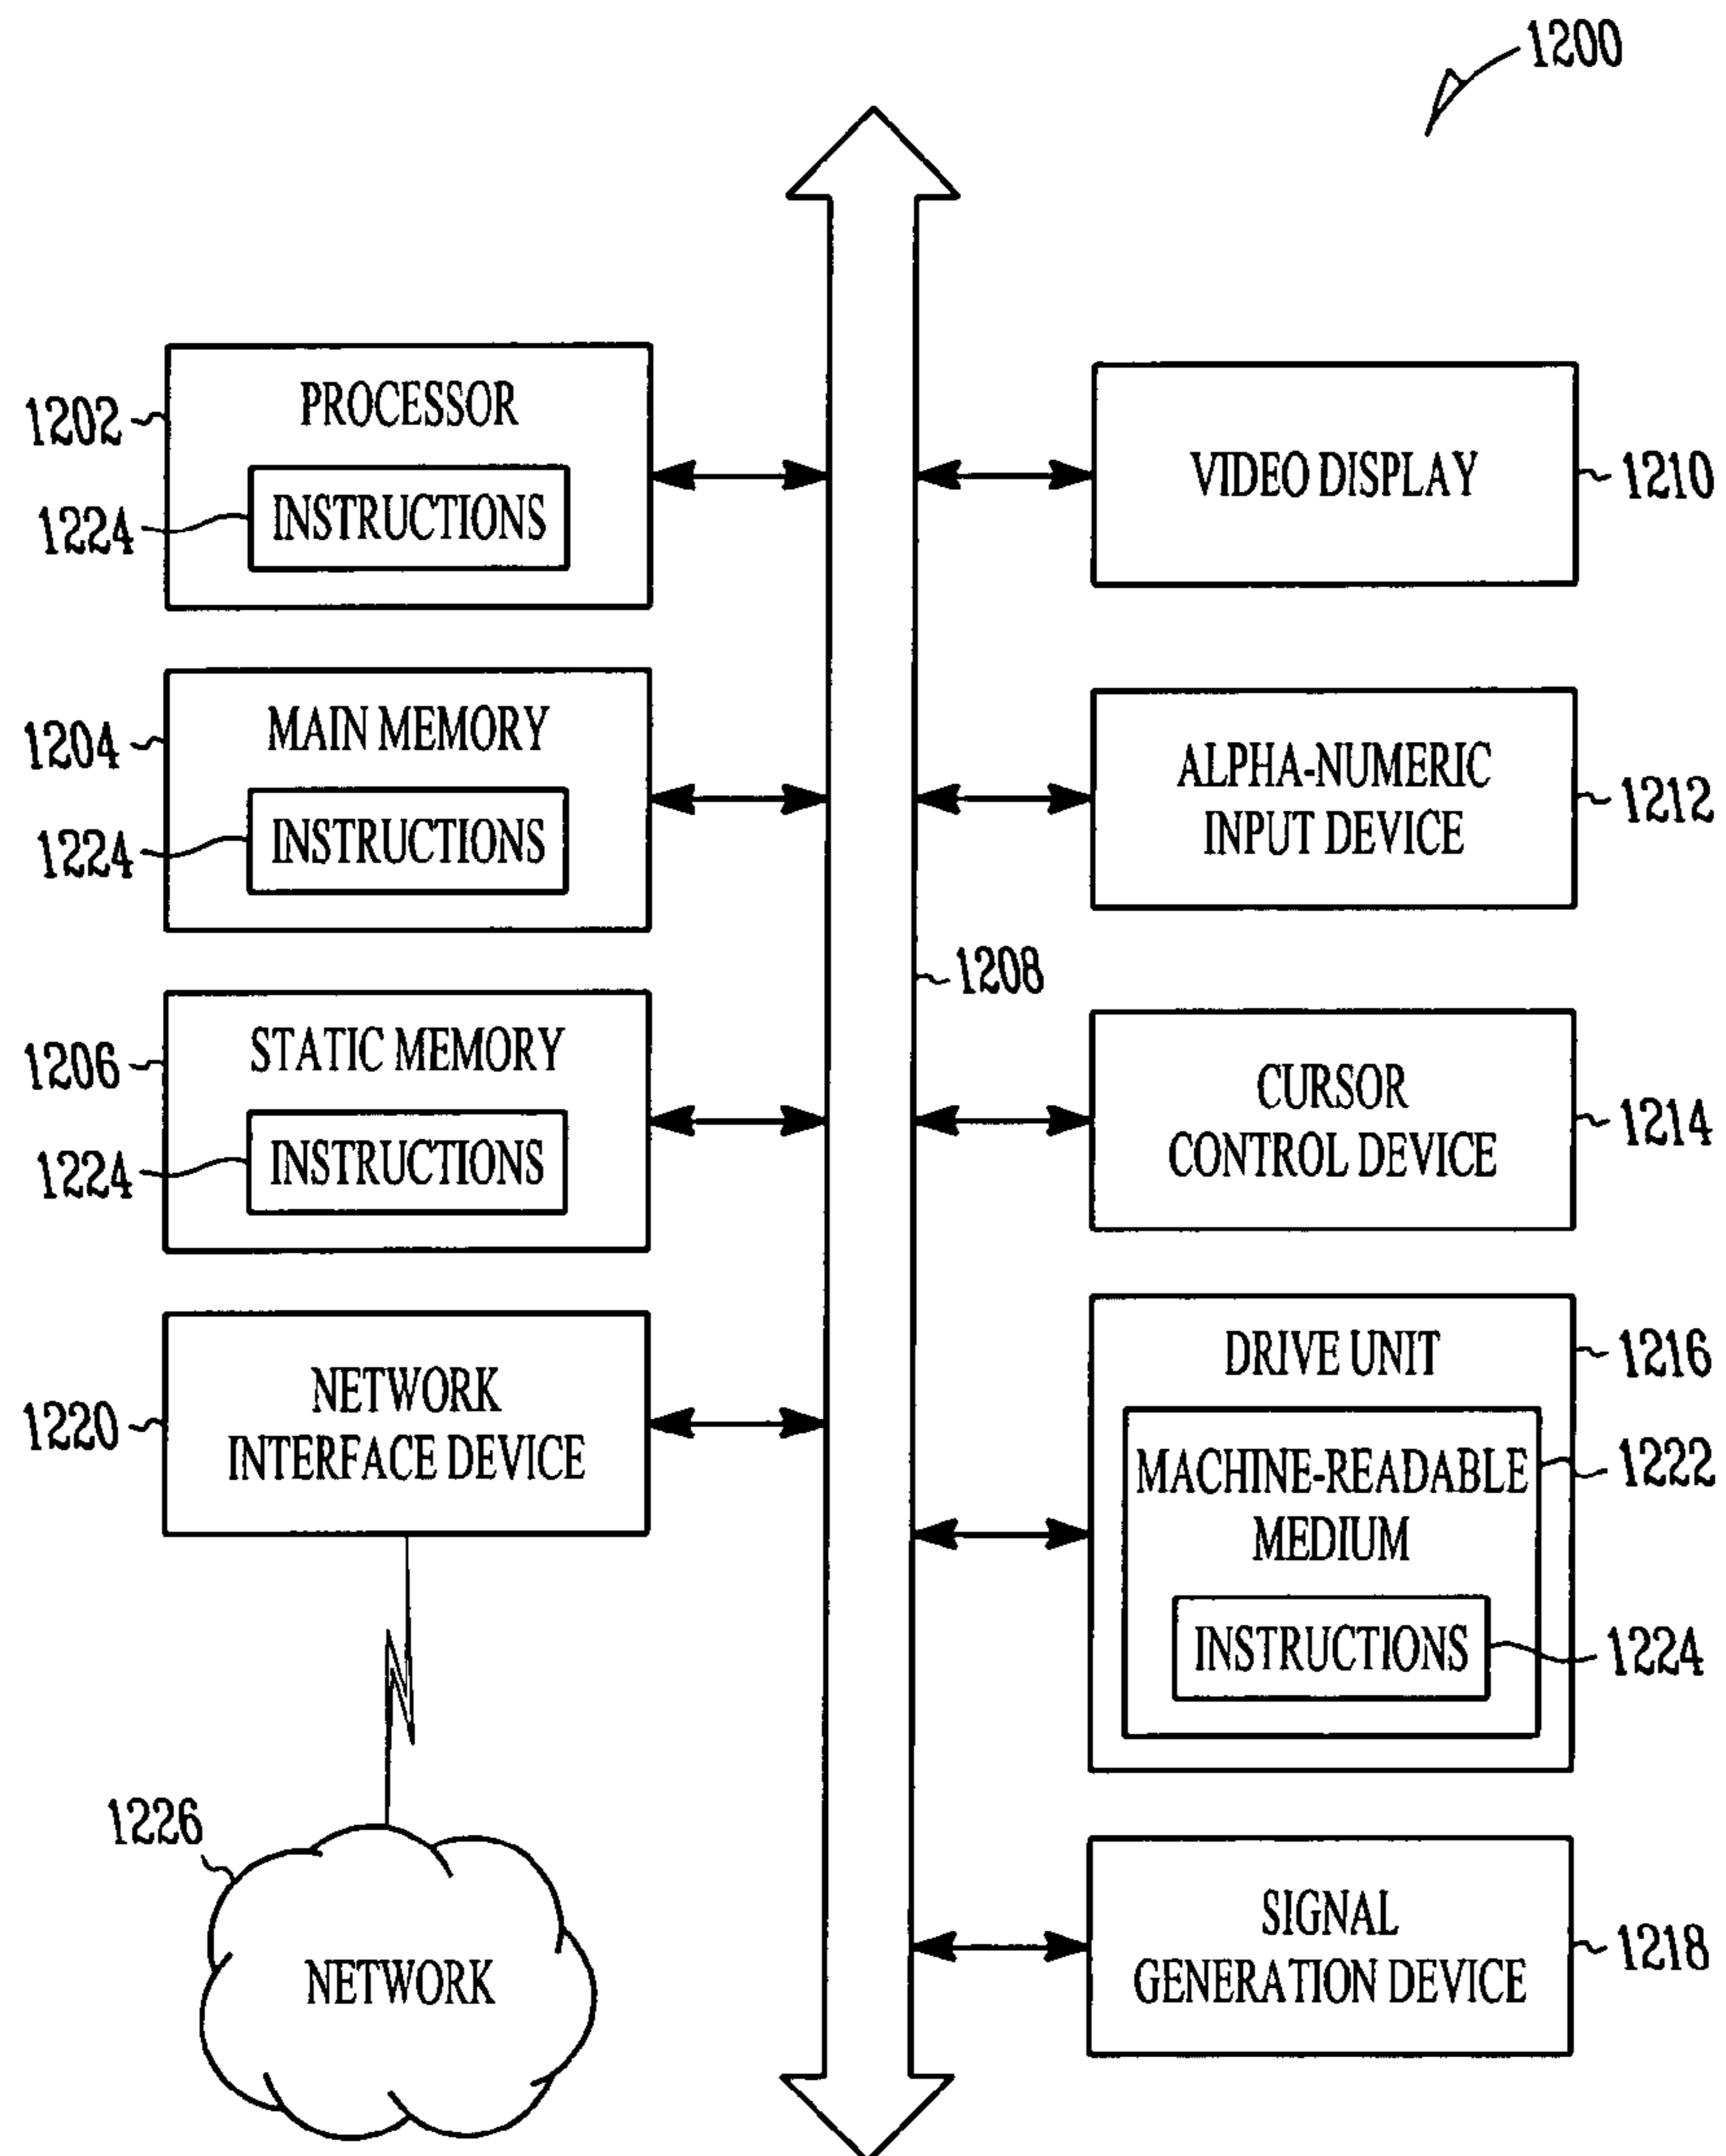 1200
PROCESSOR
1202
INSTRUCTIONS
1224
MAIN MEMORY
1204
INSTRUCTIONS
1224
STATIC MEMORY
1206
INSTRUCTIONS
1224
NETWORK
INTERFACE DEVICE
1220
1226
NETWORK
1208
VIDEO DISPLAY
1210
ALPHA-NUMERIC
INPUT DEVICE
1212
CURSOR
CONTROL DEVICE
1214
DRIVE UNIT
1216
MACHINE-READABLE
MEDIUM
1222
INSTRUCTIONS
1224
SIGNAL
GENERATION DEVICE
1218